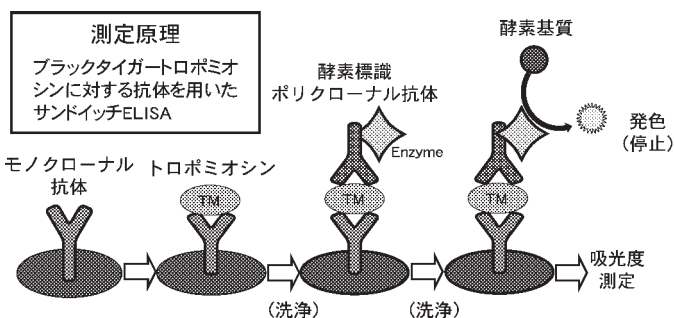 測定原理
ブラックタイガートロポミオ
シンに対する抗体を用いた
サンドイッチELISA
モノクローナル
抗体
トロポミオシン
酵素標識
ポリクローナル抗体
酵素基質
Enzyme
発色
(停止)
TM
TM
TM
(洗浄)
(洗浄)
吸光度
測定